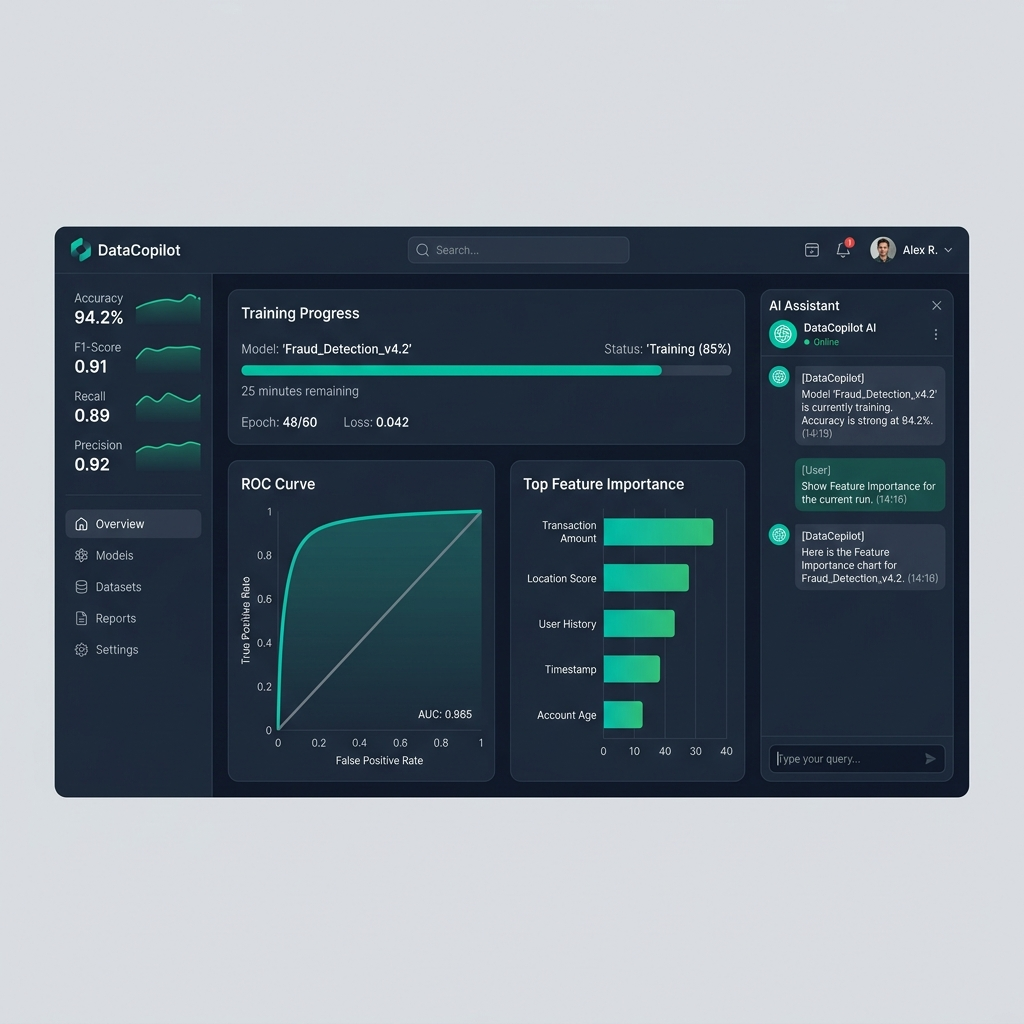 DataCopilot
Search...
1
Alex R.
Accuracy
94.2%
F1-Score
0.91
Recall
0.89
Precision
0.92
Overview
Models
Datasets
Reports
Settings
Training Progress
Model: 'Fraud_Detection_v4.2'
Status: 'Training (85%)
25 minutes remaining
Epoch: 48/60
Loss: 0.042
ROC Curve
True Positive Rate
1
0.8
0.6
0.4
0.2
0
AUC: 0.965
0 0.2 0.4 0.6 0.8 1
False Positive Rate
Top Feature Importance
Transaction
Amount
Location Score
User History
Timestamp
Account Age
0 10 40 30 40
AI Assistant
DataCopilot AI
Online
[DataCopilot]
Model 'Fraud_Detection_v4.2'
is currently training.
Accuracy is strong at 94.2%.
(14:19)
[User]
Show Feature Importance for
the current run. (14:16)
[DataCopilot]
Here is the Feature
Importance chart for
Fraud_Detection_v4.2. (14:16)
Type your query...